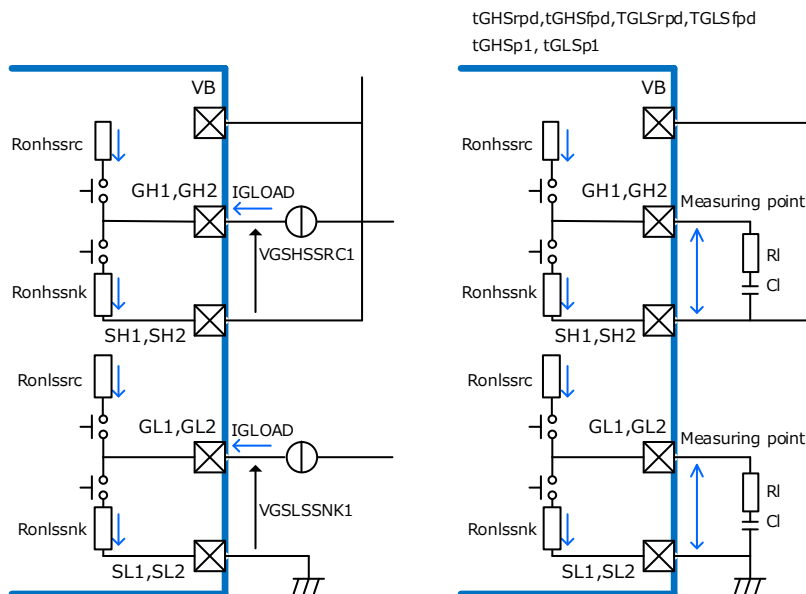 tGHSrpd,tGHSfpd,TGLSrpd,TGLSfpd
tGHSp1, tGLSp1
VB
Ronhssrc
GH1,GH2
IGLOAD
VGSHSSRC1
Ronhssnk
SH1,SH2
Ronlssrc
GL1,GL2
IGLOAD
VGSLSSNK1
Ronlssnk
SL1,SL2
VB
Ronhssrc
GH1,GH2
Measuring point
Rl
Cl
Ronhssnk
SH1,SH2
Ronlssrc
GL1,GL2
Measuring point
Rl
Cl
Ronlssnk
SL1,SL2